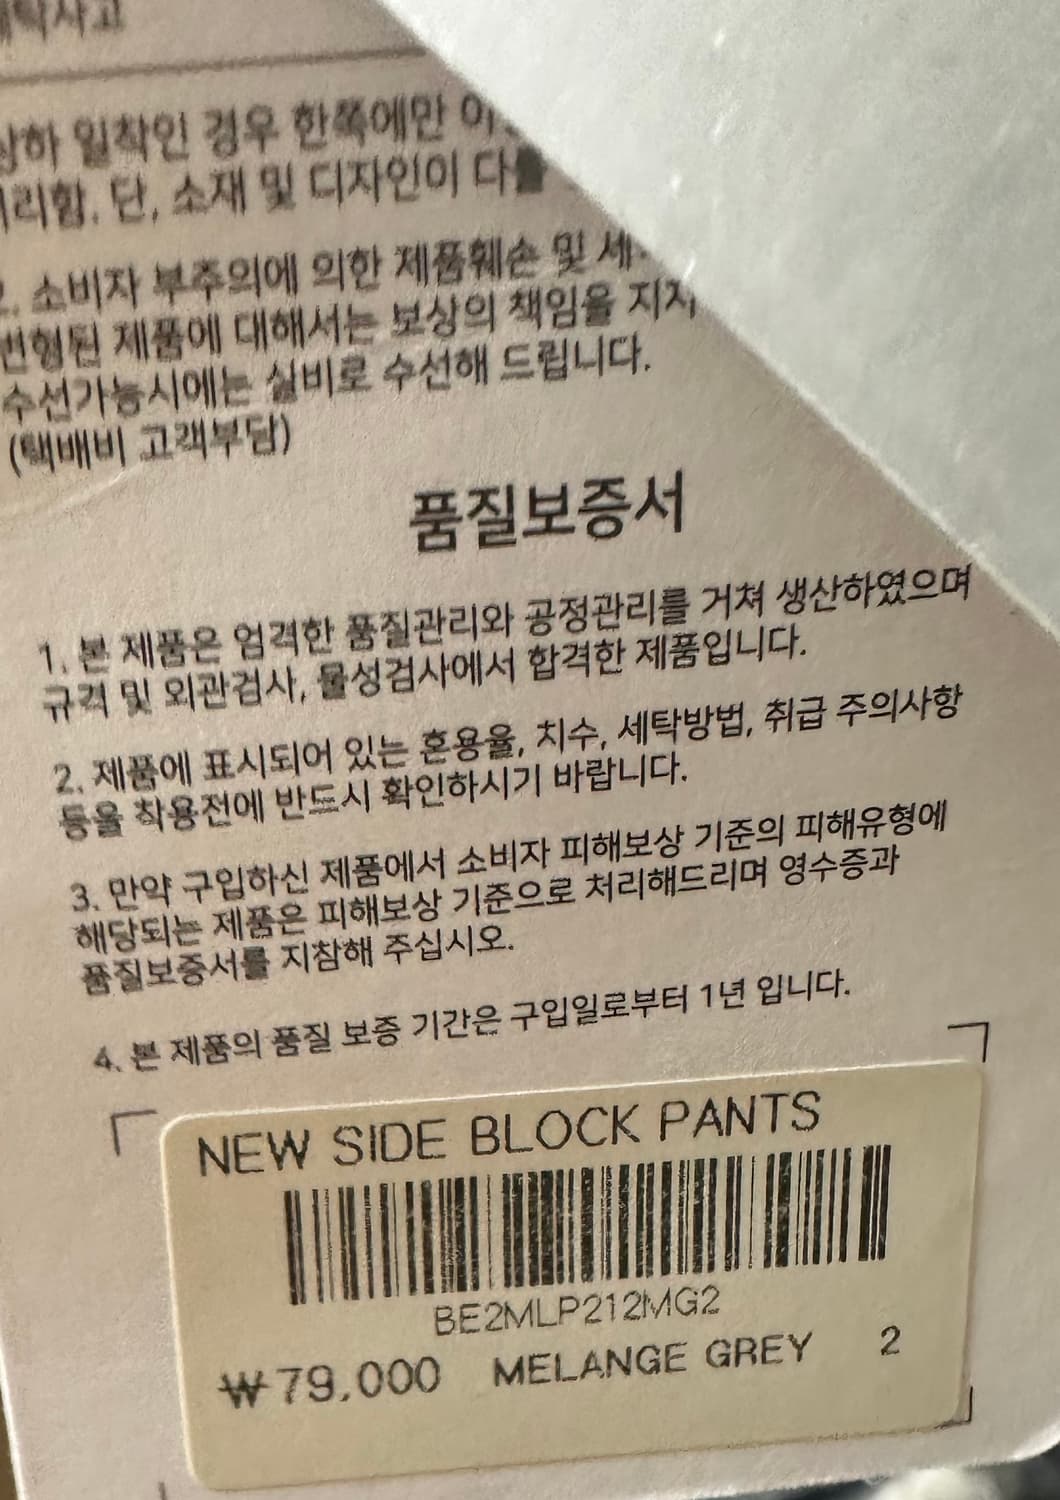 상하 일착인 경우 한쪽에만
처리함. 단, 소재 및 디자인이 다를
2. 소비자 부주의에 의한 제품훼손 및
변형된 제품에 대해서는 보상의 책임을
수선가능시에는 실비로 수선해 드립니다.
(택배비 고객부담)
품질보증서
1. 본 제품은 엄격한 품질관리와 공정관리를 거쳐 생산하였으며
규격 및 외관검사, 물성검사에서 합격한 제품입니다.
2. 제품에 표시되어 있는 혼용율, 치수, 세탁방법, 취급 주의사항
등을 착용전에 반드시 확인하시기 바랍니다.
3. 만약 구입하신 제품에서 소비자 피해보상 기준의 피해유형에
해당되는 제품은 피해보상 기준으로 처리해드리며 영수증과
품질보증서를 지참해 주십시오.
4. 본 제품의 품질 보증 기간은 구입일로부터 1년 입니다.
NEW SIDE BLOCK PANTS
BE2MLP212MG2
₩79,000 MELANGE GREY 2